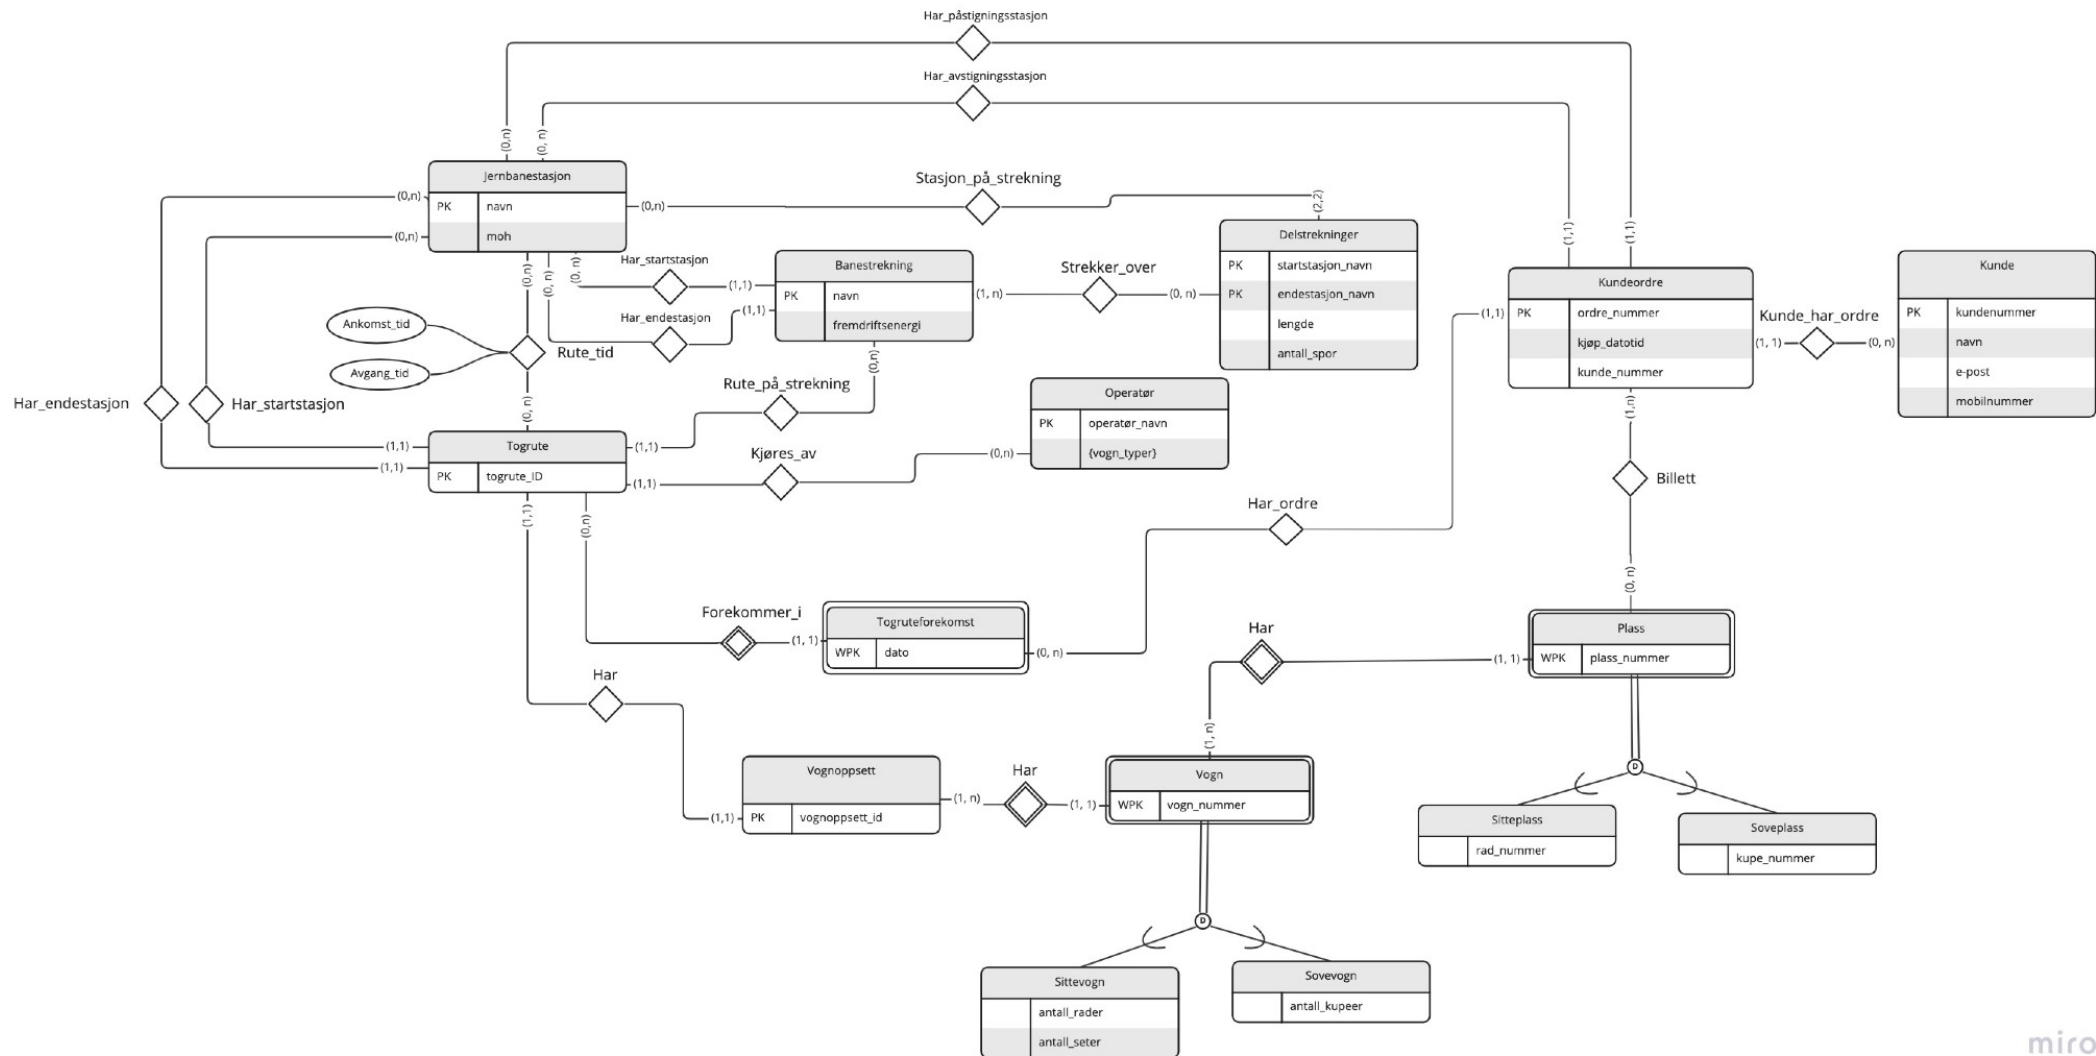 Har_påstigningsstasjon
Har_avstigningsstasjon
(0,n)
(0, n)
Jernbanestasjon
PK navn
moh
(0,n)
(0,n)
(0,n)
Stasjon_på_strekning
(2,2)
Delstrekninger
PK startstasjon_navn
PK endestasjon_navn
lengde
antall_spor
(1,1)
(1,1)
Kundeordre
PK ordre_nummer
kjøp_datotid
kunde_nummer
(1,1)
Kunde_har_ordre
(1, 1)
(0, n)
Kunde
PK kundenummer
navn
e-post
mobilnummer
(0,n)
(0, n)
(0, n)
Har_startstasjon
(1,1)
Har_endestasjon
(1,1)
Banestrekning
PK navn
fremdriftsenergi
(1, n)
Strekker_over
(0, n)
Ankomst_tid
Avgang_tid
Rute_tid
(0, n)
Rute_på_strekning
(0,n)
Har_endestasjon
Har_startstasjon
(1,1)
(1,1)
Togrute
PK togrute_ID
(1,1)
(1,1)
Kjøres_av
(0,n)
Operatør
PK operatør_navn
{vogn_typer}
(1,n)
Billett
(0, n)
Har_ordre
(1,1)
(0,n)
Forekommer_i
(1, 1)
Togruteforekomst
WPK dato
(0, n)
Har
(1, 1)
(1, n)
Plass
WPK plass_nummer
D
Sitteplass
rad_nummer
Soveplass
kupe_nummer
Har
(1,1)
Vognoppsett
PK vognoppsett_id
(1, n)
Har
(1, 1)
Vogn
WPK vogn_nummer
D
Sittevogn
antall_rader
antall_seter
Sovevogn
antall_kupeer
miro